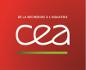 DE LA RECHERCHE À L'INDUSTRIE
cea